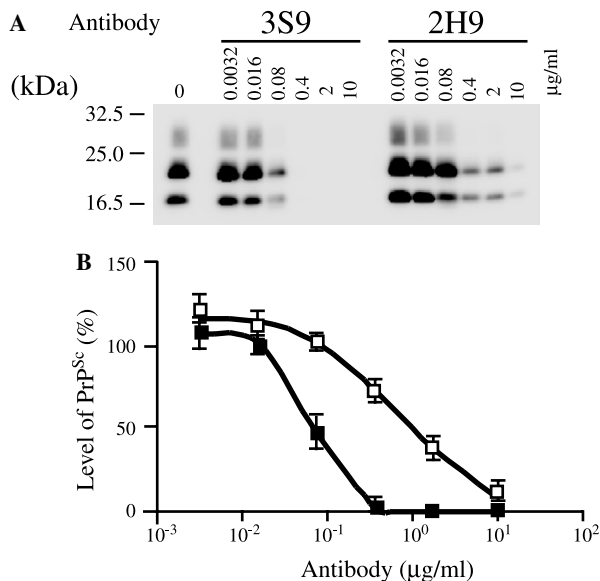 A Antibody 3S9 2H9
(kDa) 0 0.0032 0.016 0.08 0.4 2 10 0.0032 0.016 0.08 0.4 2 10 µg/ml
32.5
25.0
16.5
B
150
100
50
0
Level of PrPSc (%)
10-3 10-2 10-1 100 101 102
Antibody (µg/ml)